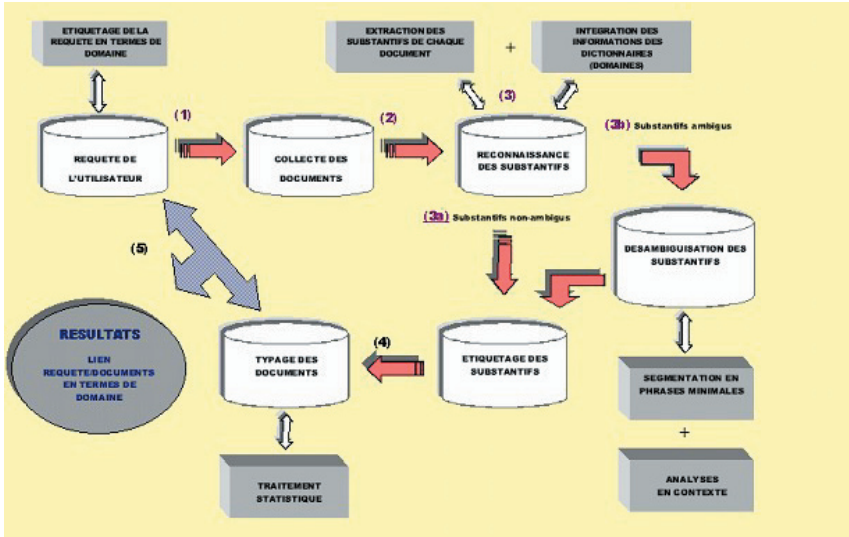 ETIQUETAGE DE LA
REQUETE EN TERMES DE
DOMAINE
EXTRACTION DES
SUBSTANTIFS DE CHAQUE
DOCUMENT
+
INTEGRATION DES
INFORMATIONS DES
DICTIONNAIRES
(DOMAINES)
(1)
(2)
(3)
REQUETE DE
L'UTILISATEUR
COLLECTE DES
DOCUMENTS
RECONNAISSANCE
DES SUBSTANTIFS
(3b) Substantifs ambigus
(3a) Substantifs non-ambigus
DESAMBIGUISATION DES
SUBSTANTIFS
(5)
RESULTATS
LIEN
REQUETE/DOCUMENTS
EN TERMES DE
DOMAINE
TYPAGE DES
DOCUMENTS
(4)
ETIQUETAGE DES
SUBSTANTIFS
SEGMENTATION EN
PHRASES MINIMALES
+
ANALYSES
EN CONTEXTE
TRAITEMENT
STATISTIQUE